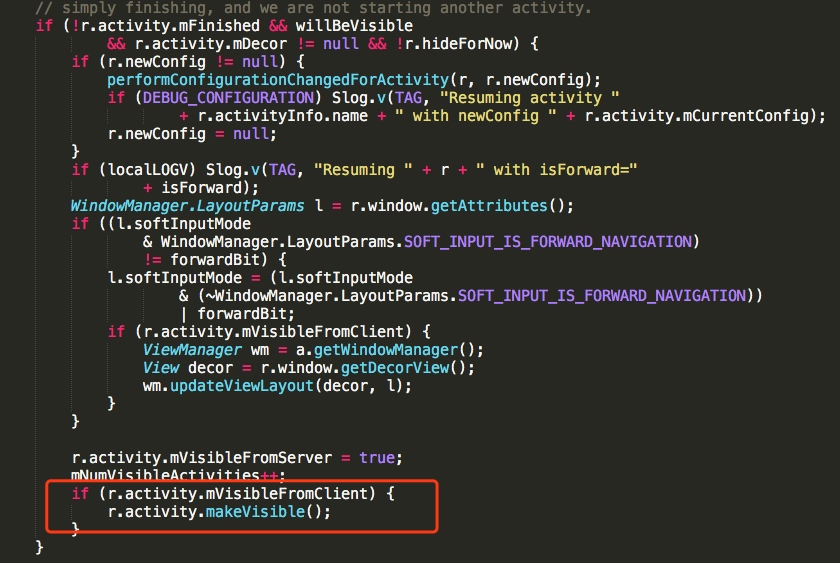 // simply finishing, and we are not starting another activity.
if (!r.activity.mFinished && willBeVisible
&& r.activity.mDecor != null && !r.hideForNow) {
if (r.newConfig != null) {
performConfigurationChangedForActivity(r, r.newConfig);
if (DEBUG_CONFIGURATION) Slog.v(TAG, "Resuming activity "
+ r.activityInfo.name + " with newConfig " + r.activity.mCurrentConfig);
r.newConfig = null;
}
if (localLOGV) Slog.v(TAG, "Resuming " + r + " with isForward="
+ isForward);
WindowManager.LayoutParams l = r.window.getAttributes();
if ((l.softInputMode
& WindowManager.LayoutParams.SOFT_INPUT_IS_FORWARD_NAVIGATION)
!= forwardBit) {
l.softInputMode = (l.softInputMode
& (~WindowManager.LayoutParams.SOFT_INPUT_IS_FORWARD_NAVIGATION))
| forwardBit;
if (r.activity.mVisibleFromClient) {
ViewManager wm = a.getWindowManager();
View decor = r.window.getDecorView();
wm.updateViewLayout(decor, l);
}
}
r.activity.mVisibleFromServer = true;
mNumVisibleActivities++;
if (r.activity.mVisibleFromClient) {
r.activity.makeVisible();
}
}